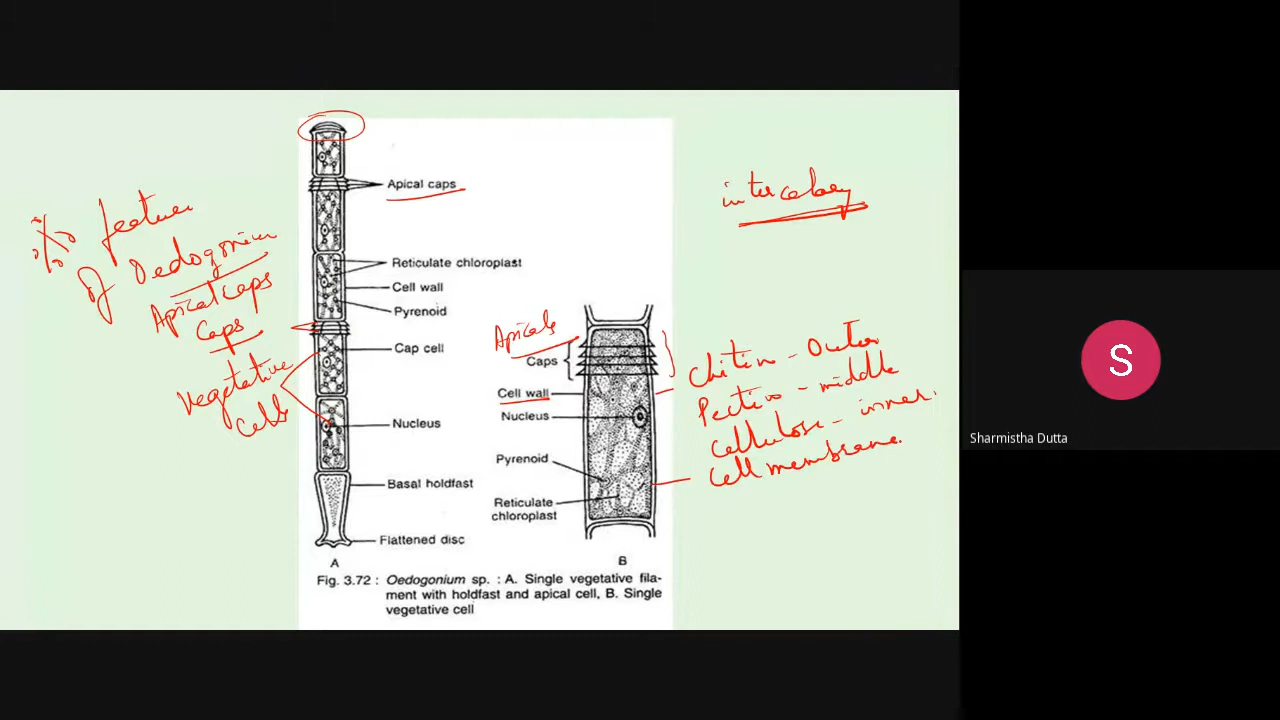 Apical caps
Reticulate chloroplast
Cell wall
Pyrenoid
Cap cell
Nucleus
Basal holdfast
Flattened disc
A
feature
of Oedogonium
Apical caps
Caps
Vegetative
cells
intercalary
Apicals
Caps
Cell wall
Nucleus
Pyrenoid
Reticulate
chloroplast
B
Chitin - Outer
Pectin - middle
Cellulose - inner.
Cell membrane.
Fig. 3.72 : Oedogonium sp. : A. Single vegetative fila-
ment with holdfast and apical cell, B. Single
vegetative cell
S
Sharmistha Dutta